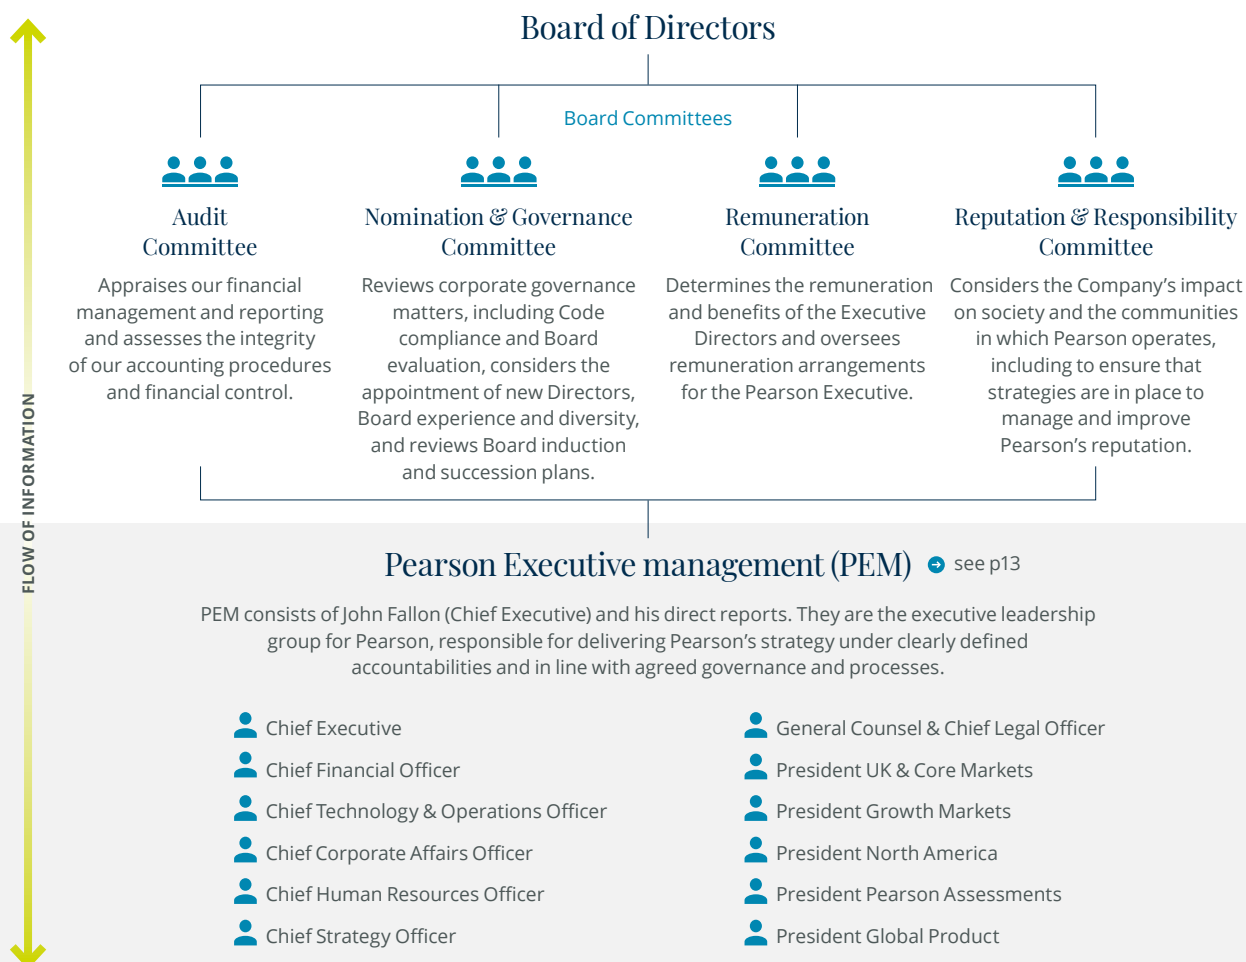 Board of Directors
Board Committees
Audit
Committee
Appraises our financial
management and reporting
and assesses the integrity
of our accounting procedures
and financial control.
Nomination & Governance
Committee
Reviews corporate governance
matters, including Code
compliance and Board
evaluation, considers the
appointment of new Directors,
Board experience and diversity,
and reviews Board induction
and succession plans.
Remuneration
Committee
Determines the remuneration
and benefits of the Executive
Directors and oversees
remuneration arrangements
for the Pearson Executive.
Reputation & Responsibility
Committee
Considers the Company’s impact
on society and the communities
in which Pearson operates,
including to ensure that
strategies are in place to
manage and improve
Pearson’s reputation.
FLOW OF INFORMATION
Pearson Executive management (PEM) see p13
PEM consists of John Fallon (Chief Executive) and his direct reports. They are the executive leadership
group for Pearson, responsible for delivering Pearson’s strategy under clearly defined
accountabilities and in line with agreed governance and processes.
Chief Executive
Chief Financial Officer
Chief Technology & Operations Officer
Chief Corporate Affairs Officer
Chief Human Resources Officer
Chief Strategy Officer
General Counsel & Chief Legal Officer
President UK & Core Markets
President Growth Markets
President North America
President Pearson Assessments
President Global Product